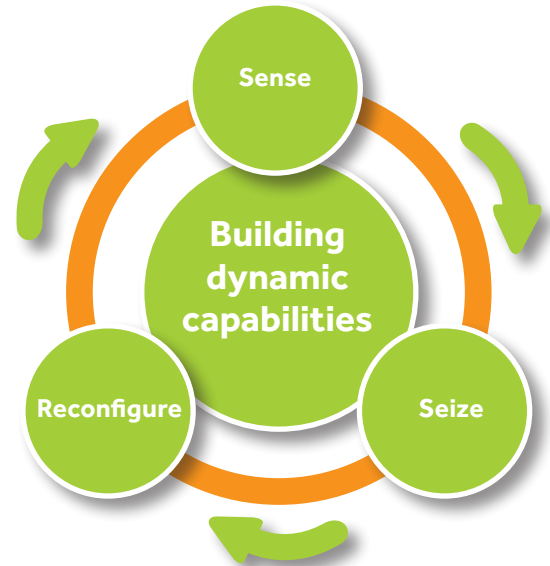 Sense
Building
dynamic
capabilities
Reconfigure
Seize